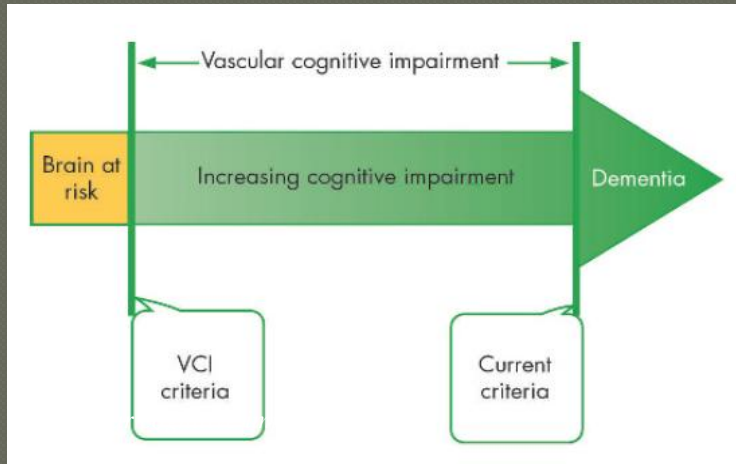 Vascular cognitive impairment
Brain at
risk
Increasing cognitive impairment
Dementia
VCI
criteria
Current
criteria